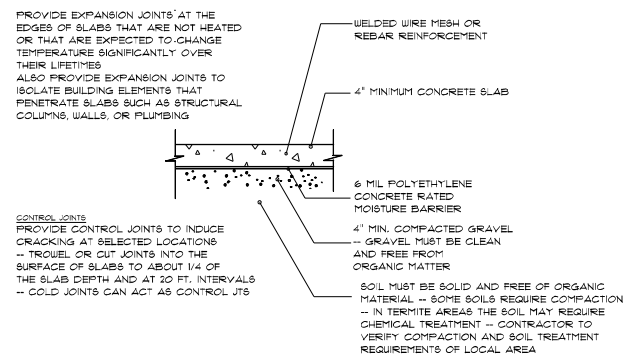 PROVIDE EXPANSION JOINTS AT THE
EDGES OF SLABS THAT ARE NOT HEATED
OR THAT ARE EXPECTED TO CHANGE
TEMPERATURE SIGNIFICANTLY OVER
THEIR LIFETIMES
ALSO PROVIDE EXPANSION JOINTS TO
ISOLATE BUILDING ELEMENTS THAT
PENETRATE SLABS SUCH AS STRUCTURAL
COLUMNS, WALLS, OR PLUMBING
WELDED WIRE MESH OR
REBAR REINFORCEMENT
4" MINIMUM CONCRETE SLAB
6 MIL POLYETHYLENE
CONCRETE RATED
MOISTURE BARRIER
CONTROL JOINTS
PROVIDE CONTROL JOINTS TO INDUCE
CRACKING AT SELECTED LOCATIONS
-- TROWEL OR CUT JOINTS INTO THE
SURFACE OF SLABS TO ABOUT 1/4 OF
THE SLAB DEPTH AND AT 20 FT. INTERVALS
-- COLD JOINTS CAN ACT AS CONTROL JTS
4" MIN. COMPACTED GRAVEL
-- GRAVEL MUST BE CLEAN
AND FREE FROM
ORGANIC MATTER
SOIL MUST BE SOLID AND FREE OF ORGANIC
MATERIAL -- SOME SOILS REQUIRE COMPACTION
-- IN TERMITE AREAS THE SOIL MAY REQUIRE
CHEMICAL TREATMENT -- CONTRACTOR TO
VERIFY COMPACTION AND SOIL TREATMENT
REQUIREMENTS OF LOCAL AREA